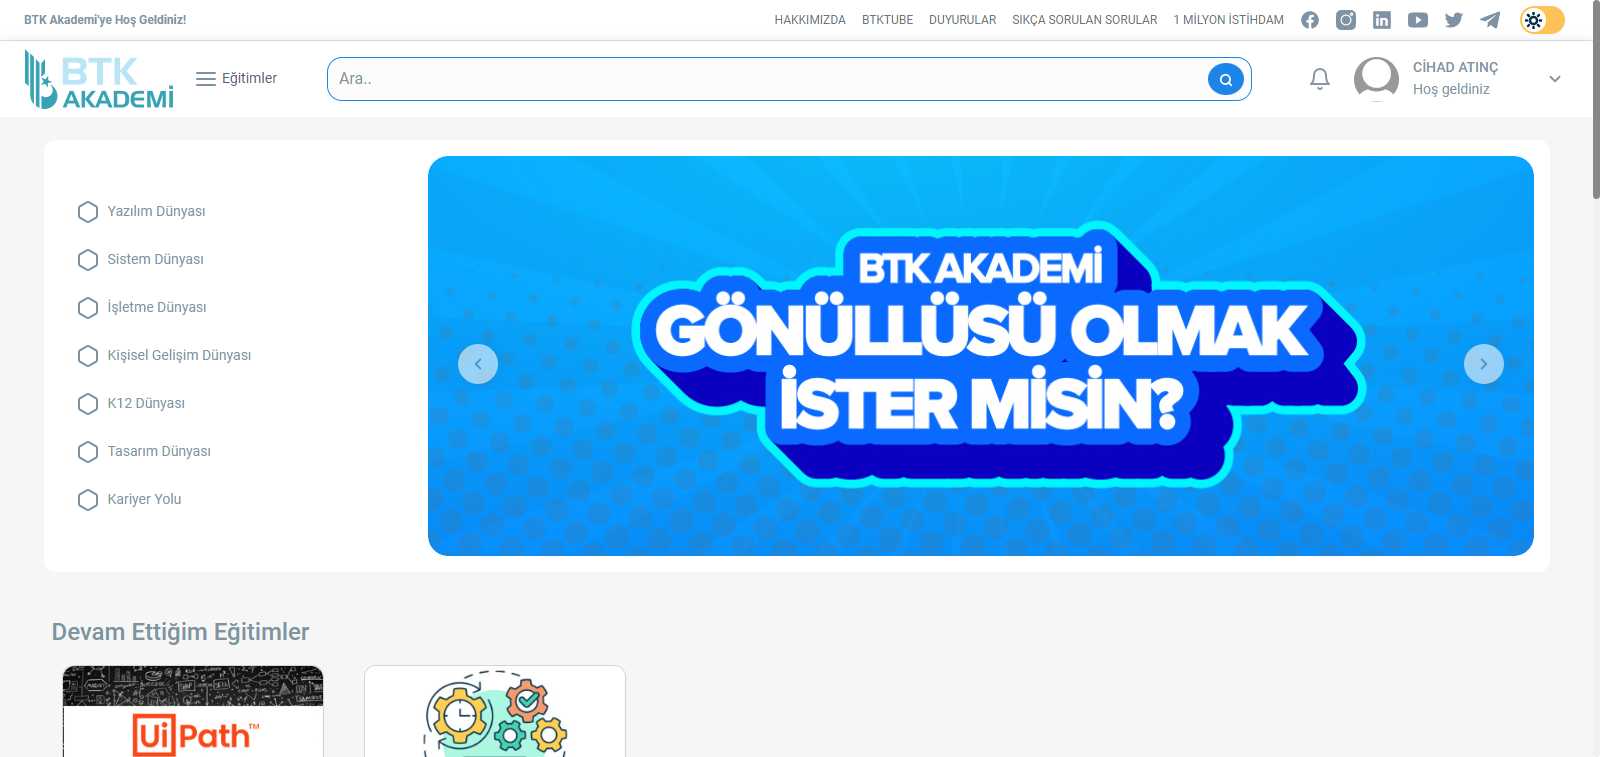 BTK Akademi'ye Hoş Geldiniz!
HAKKIMIZDA
BTKTUBE
DUYURULAR
SIKÇA SORULAN SORULAR
1 MİLYON İSTİHDAM
BTK
AKADEMİ
Eğitimler
Ara..
CİHAD ATINÇ
Hoş geldiniz
Yazılım Dünyası
Sistem Dünyası
İşletme Dünyası
Kişisel Gelişim Dünyası
K12 Dünyası
Tasarım Dünyası
Kariyer Yolu
BTK AKADEMİ
GÖNÜLLÜSÜ OLMAK
İSTER MİSİN?
Devam Ettiğim Eğitimler
UiPath™